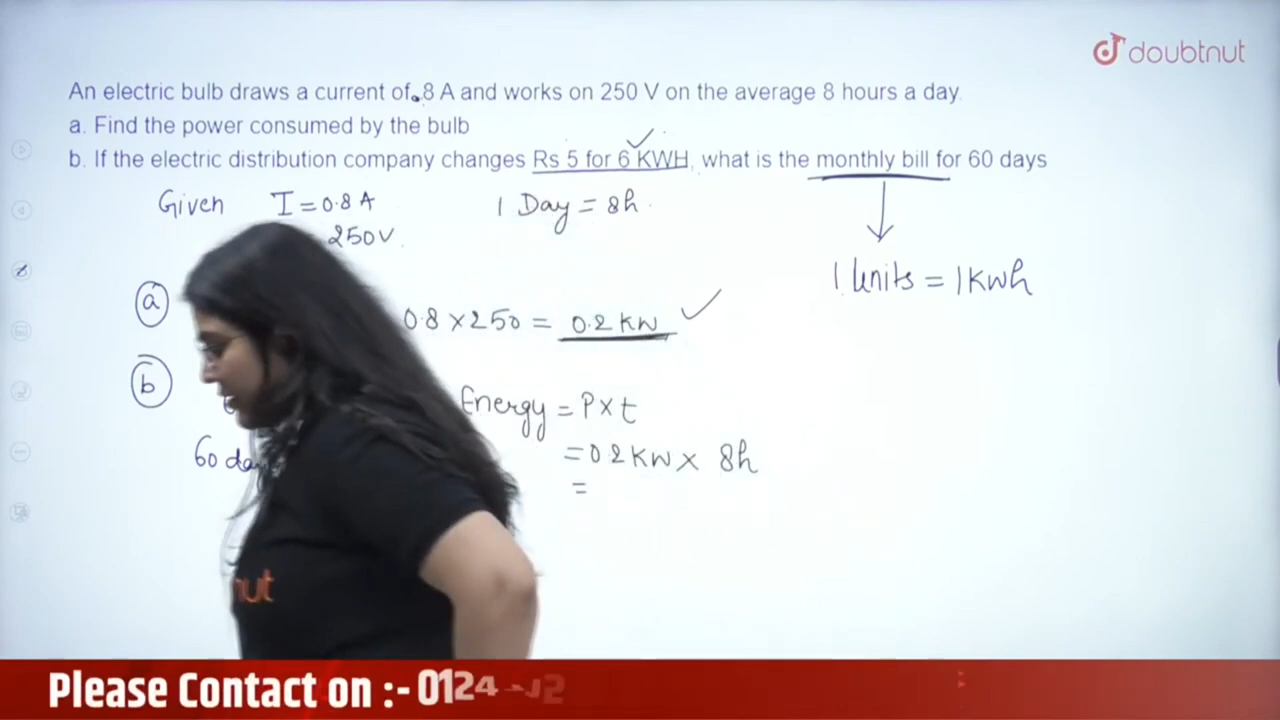 doubtnut
An electric bulb draws a current of .8 A and works on 250 V on the average 8 hours a day.
a. Find the power consumed by the bulb
b. If the electric distribution company changes Rs 5 for 6 KWH, what is the monthly bill for 60 days
Given I = 0.8 A 1 Day = 8h
250V
1 Units = 1 Kwh
a 0.8 × 250 = 0.2 KW
b
Energy = P × t
60 = 0.2 KW × 8h
=
Please Contact on :- 0124